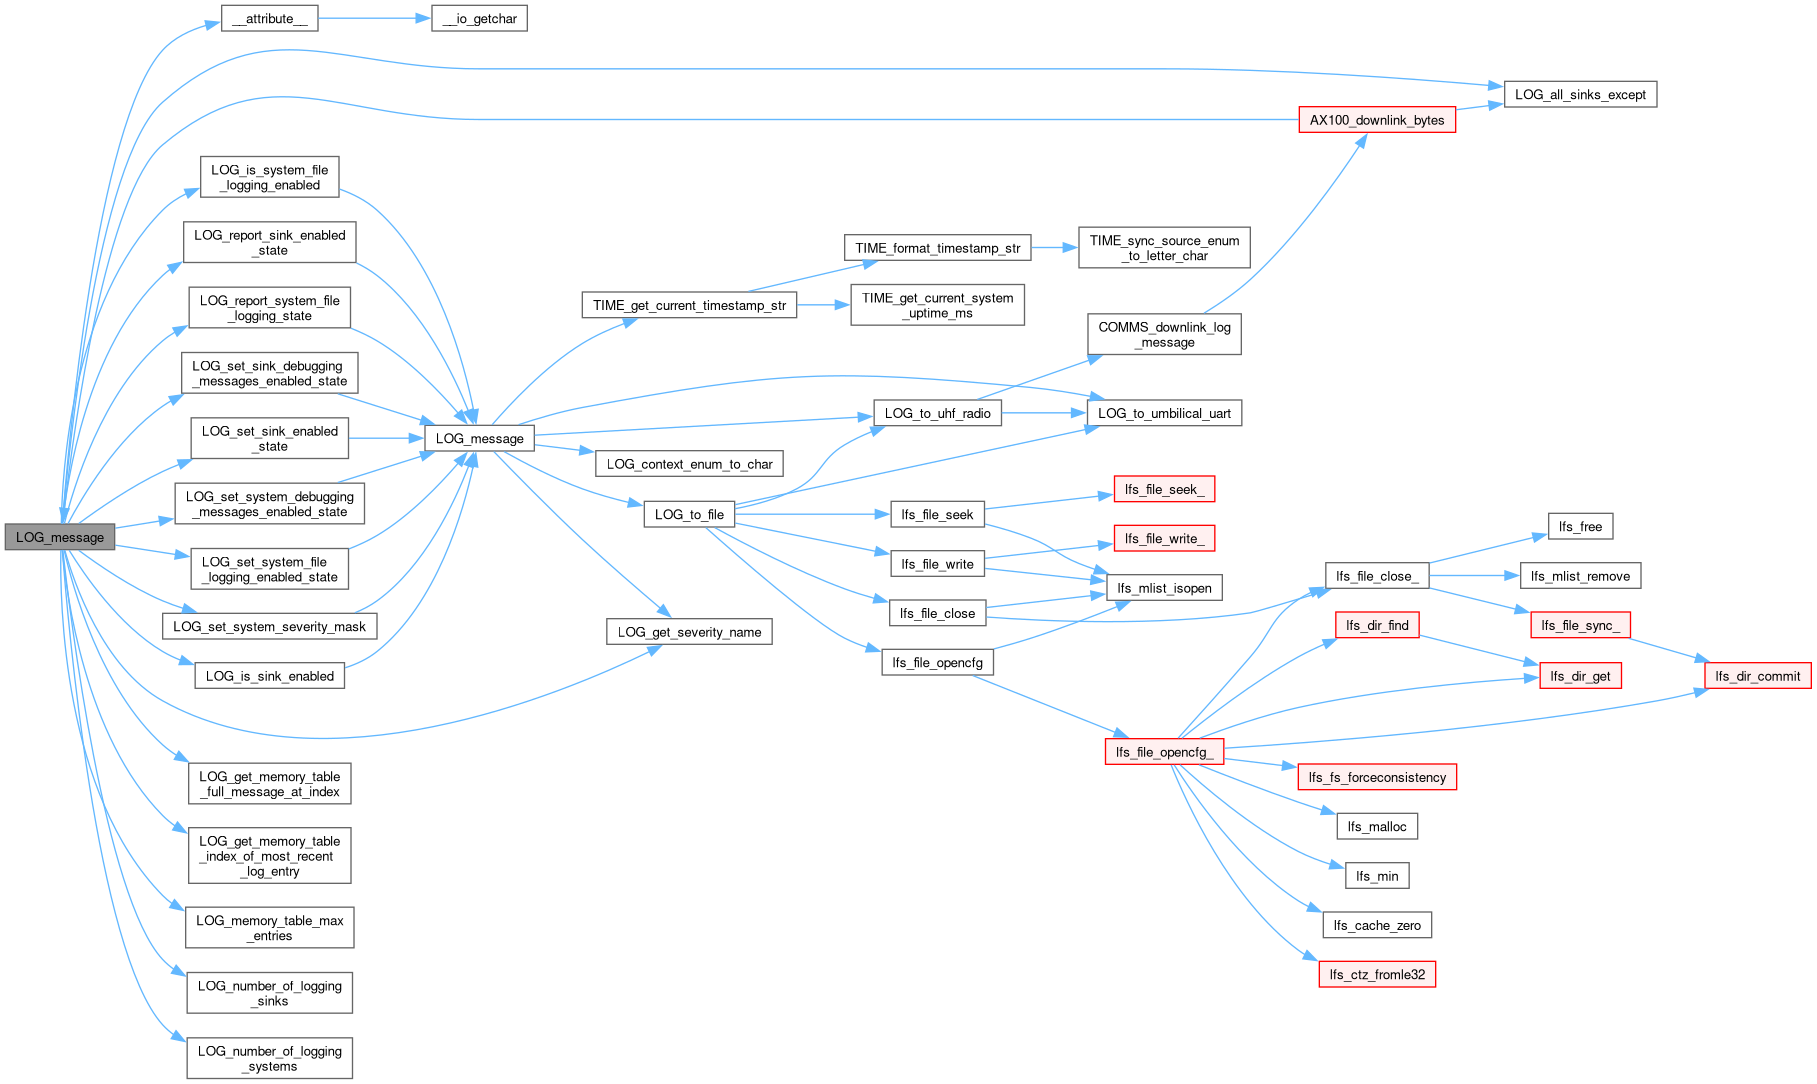 __attribute__
__io_getchar
LOG_all_sinks_except
AX100_downlink_bytes
LOG_is_system_file
_logging_enabled
LOG_report_sink_enabled
_state
TIME_format_timestamp_str
TIME_sync_source_enum
_to_letter_char
LOG_report_system_file
_logging_state
TIME_get_current_timestamp_str
TIME_get_current_system
_uptime_ms
COMMS_downlink_log
_message
LOG_set_sink_debugging
_messages_enabled_state
LOG_to_uhf_radio
LOG_to_umbilical_uart
LOG_set_sink_enabled
_state
LOG_message
LOG_context_enum_to_char
LOG_set_system_debugging
_messages_enabled_state
LOG_to_file
lfs_file_seek
lfs_file_seek_
LOG_message
LOG_set_system_file
_logging_enabled_state
lfs_file_write
lfs_file_write_
lfs_free
lfs_mlist_isopen
lfs_file_close_
lfs_mlist_remove
LOG_set_system_severity_mask
LOG_get_severity_name
lfs_file_close
lfs_dir_find
lfs_file_sync_
LOG_is_sink_enabled
lfs_file_opencfg
lfs_dir_get
lfs_dir_commit
lfs_file_opencfg_
LOG_get_memory_table
_full_message_at_index
lfs_fs_forceconsistency
lfs_malloc
LOG_get_memory_table
_index_of_most_recent
_log_entry
lfs_min
LOG_memory_table_max
_entries
lfs_cache_zero
lfs_ctz_fromle32
LOG_number_of_logging
_sinks
LOG_number_of_logging
_systems